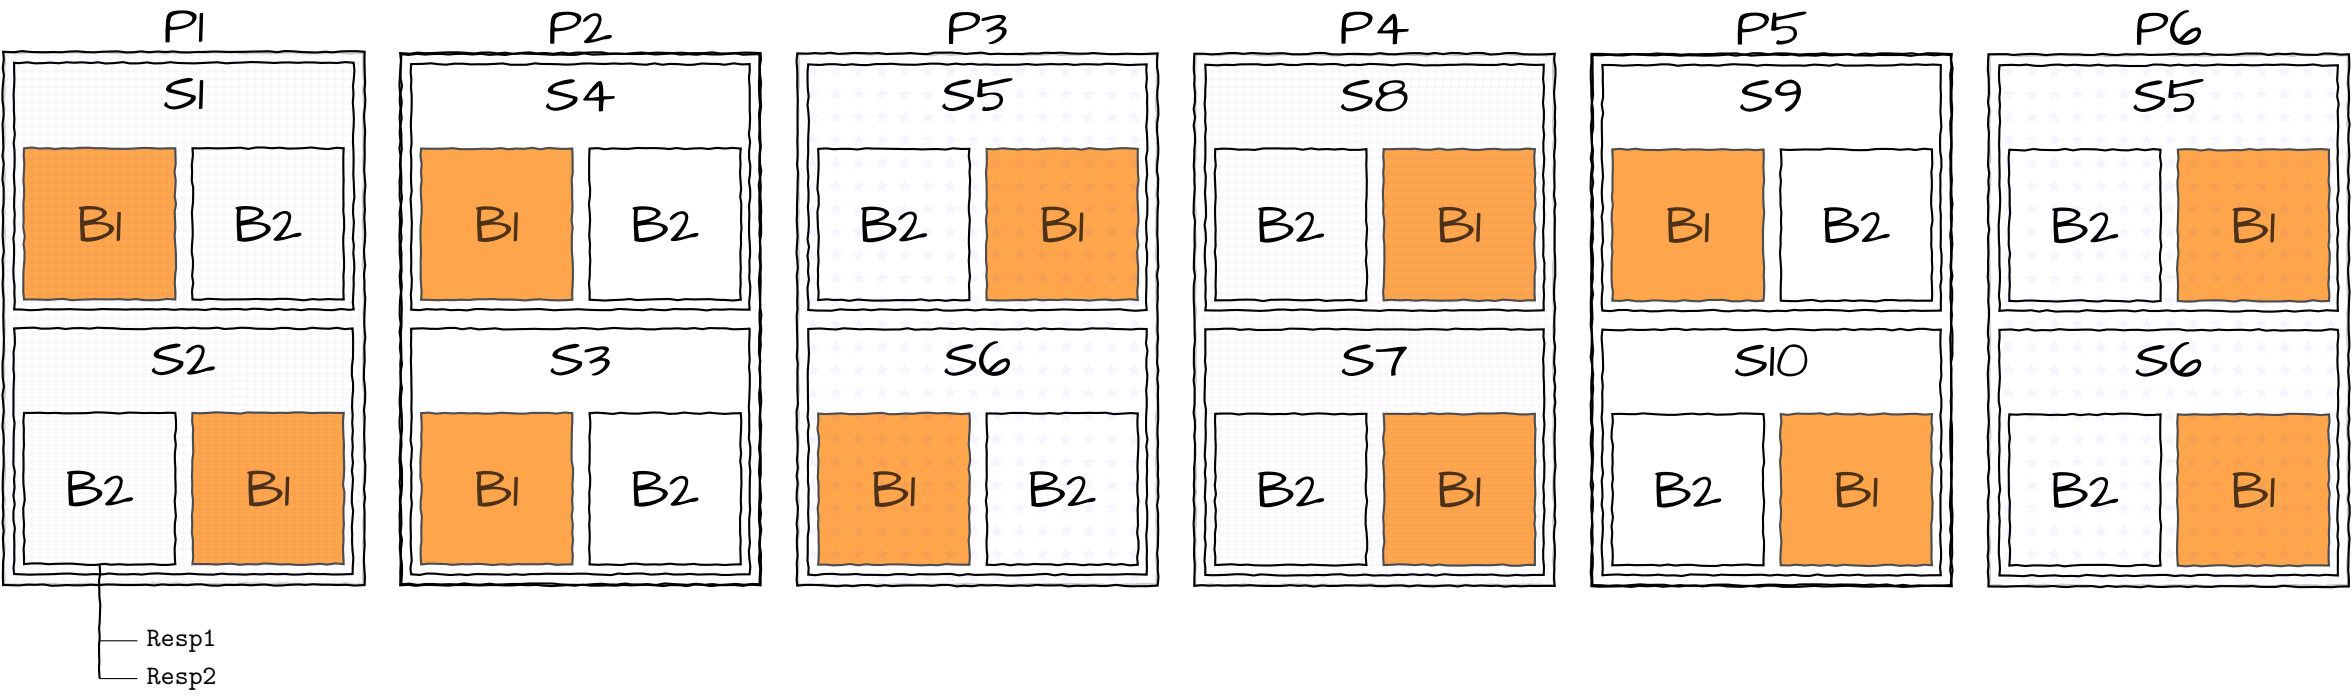 P1 P2 P3 P4 P5 P6
S1 S4 S5 S8 S9 S5
B1 B2 B1 B2 B2 B1 B2 B1 B1 B2 B2 B1
S2 S3 S6 S7 S10 S6
B2 B1 B1 B2 B1 B2 B2 B1 B2 B1 B2 B1
Resp1
Resp2